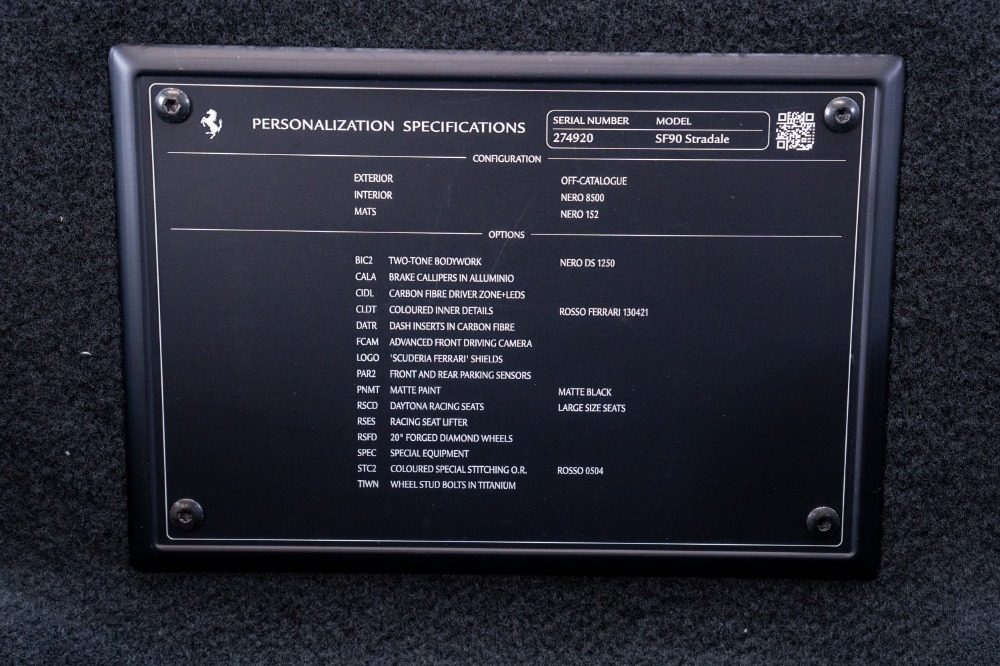 PERSONALIZATION SPECIFICATIONS
SERIAL NUMBER MODEL
274920 SF90 Stradale
CONFIGURATION
EXTERIOR OFF-CATALOGUE
INTERIOR NERO 8500
MATS NERO 152
OPTIONS
BIC2 TWO-TONE BODYWORK NERO DS 1250
CALA BRAKE CALLIPERS IN ALLUMINIO
CIDL CARBON FIBRE DRIVER ZONE+LEDS
CLDT COLOURED INNER DETAILS ROSSO FERRARI 130421
DATR DASH INSERTS IN CARBON FIBRE
FCAM ADVANCED FRONT DRIVING CAMERA
LOGO 'SCUDERIA FERRARI' SHIELDS
PAR2 FRONT AND REAR PARKING SENSORS
PNMT MATTE PAINT MATTE BLACK
RSCD DAYTONA RACING SEATS LARGE SIZE SEATS
RSES RACING SEAT LIFTER
RSFD 20" FORGED DIAMOND WHEELS
SPEC SPECIAL EQUIPMENT
STC2 COLOURED SPECIAL STITCHING O.R. ROSSO 0504
TIWN WHEEL STUD BOLTS IN TITANIUM